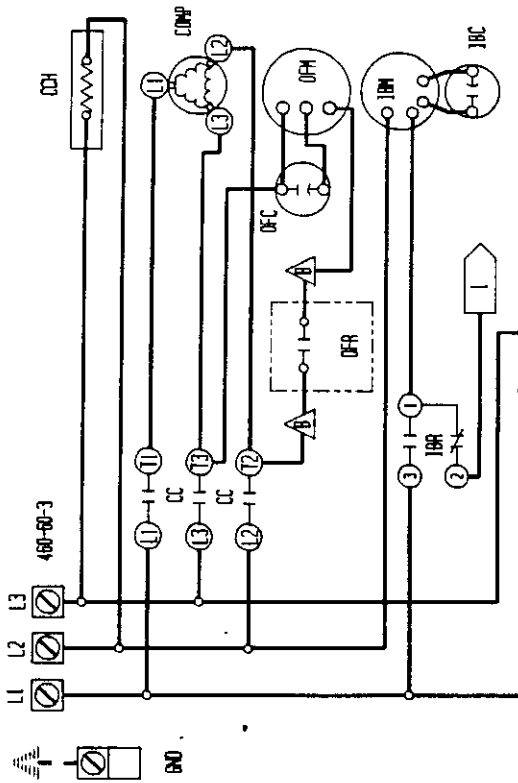 L1
L2
L3
460-60-3
GND
CCH
L1
T1
L1
COMP
L2
L3
CC
L3
T3
CC
L2
T2
OFC
OFM
B
OFR
B
IBM
IBC
3
1
IBR
2
1